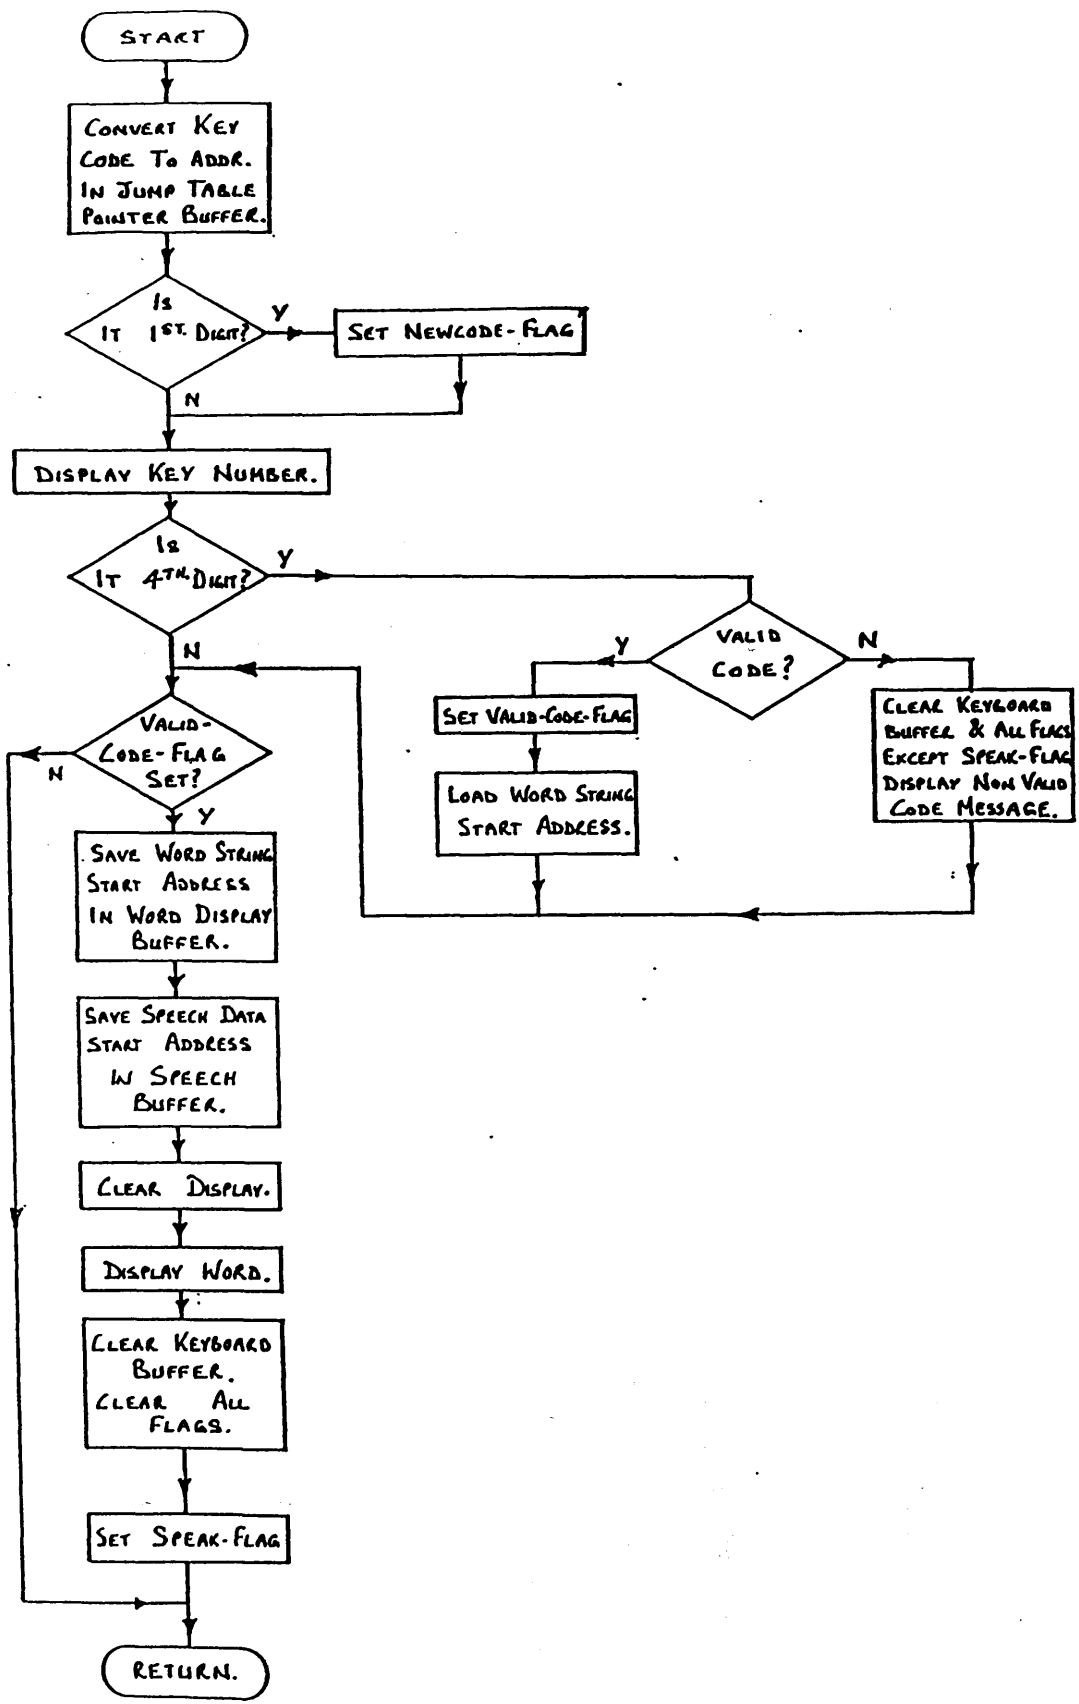 START
CONVERT KEY
CODE TO ADDR.
IN JUMP TABLE
POINTER BUFFER.
IS
IT 1ST. DIGIT?
Y
SET NEWCODE-FLAG
N
DISPLAY KEY NUMBER.
IS
IT 4TH. DIGIT?
Y
N
VALID
CODE?
Y
N
SET VALID-CODE-FLAG
LOAD WORD STRING
START ADDRESS.
CLEAR KEYBOARD
BUFFER & ALL FLAGS
EXCEPT SPEAK-FLAG
DISPLAY NON VALID
CODE MESSAGE.
VALID-
CODE-FLAG
SET?
N
Y
SAVE WORD STRING
START ADDRESS
IN WORD DISPLAY
BUFFER.
SAVE SPEECH DATA
START ADDRESS
IN SPEECH
BUFFER.
CLEAR DISPLAY.
DISPLAY WORD.
CLEAR KEYBOARD
BUFFER.
CLEAR ALL
FLAGS.
SET SPEAK-FLAG
RETURN.